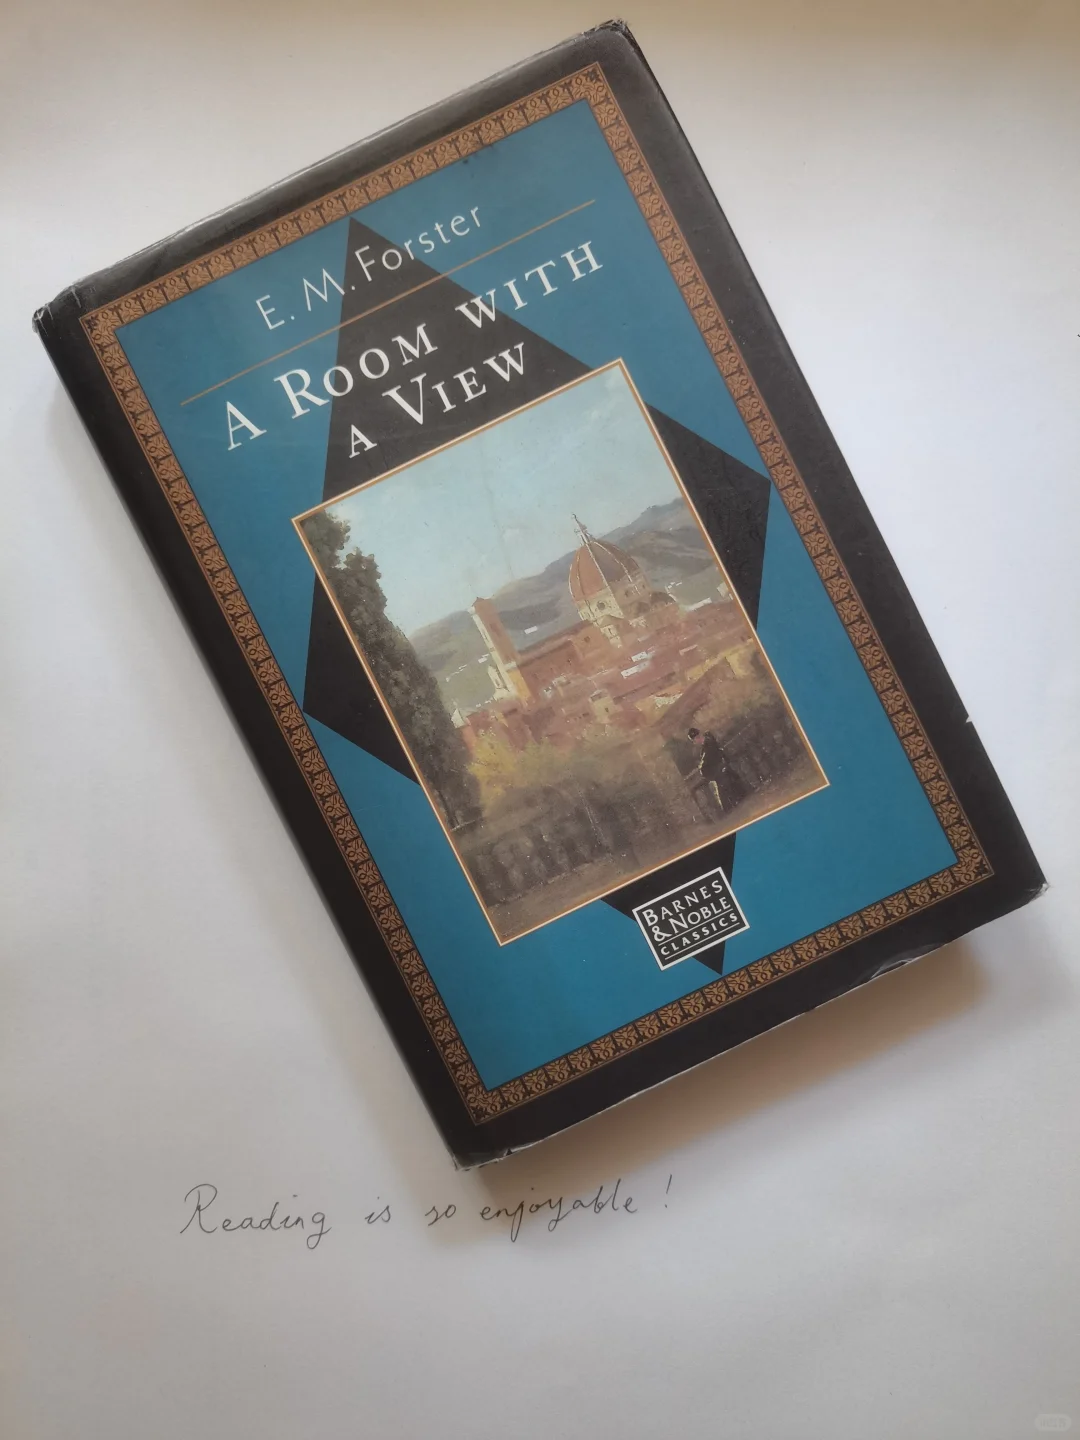 E. M. Forster
A ROOM WITH
A VIEW
BARNES
& NOBLE
CLASSICS
Reading is so enjoyable!